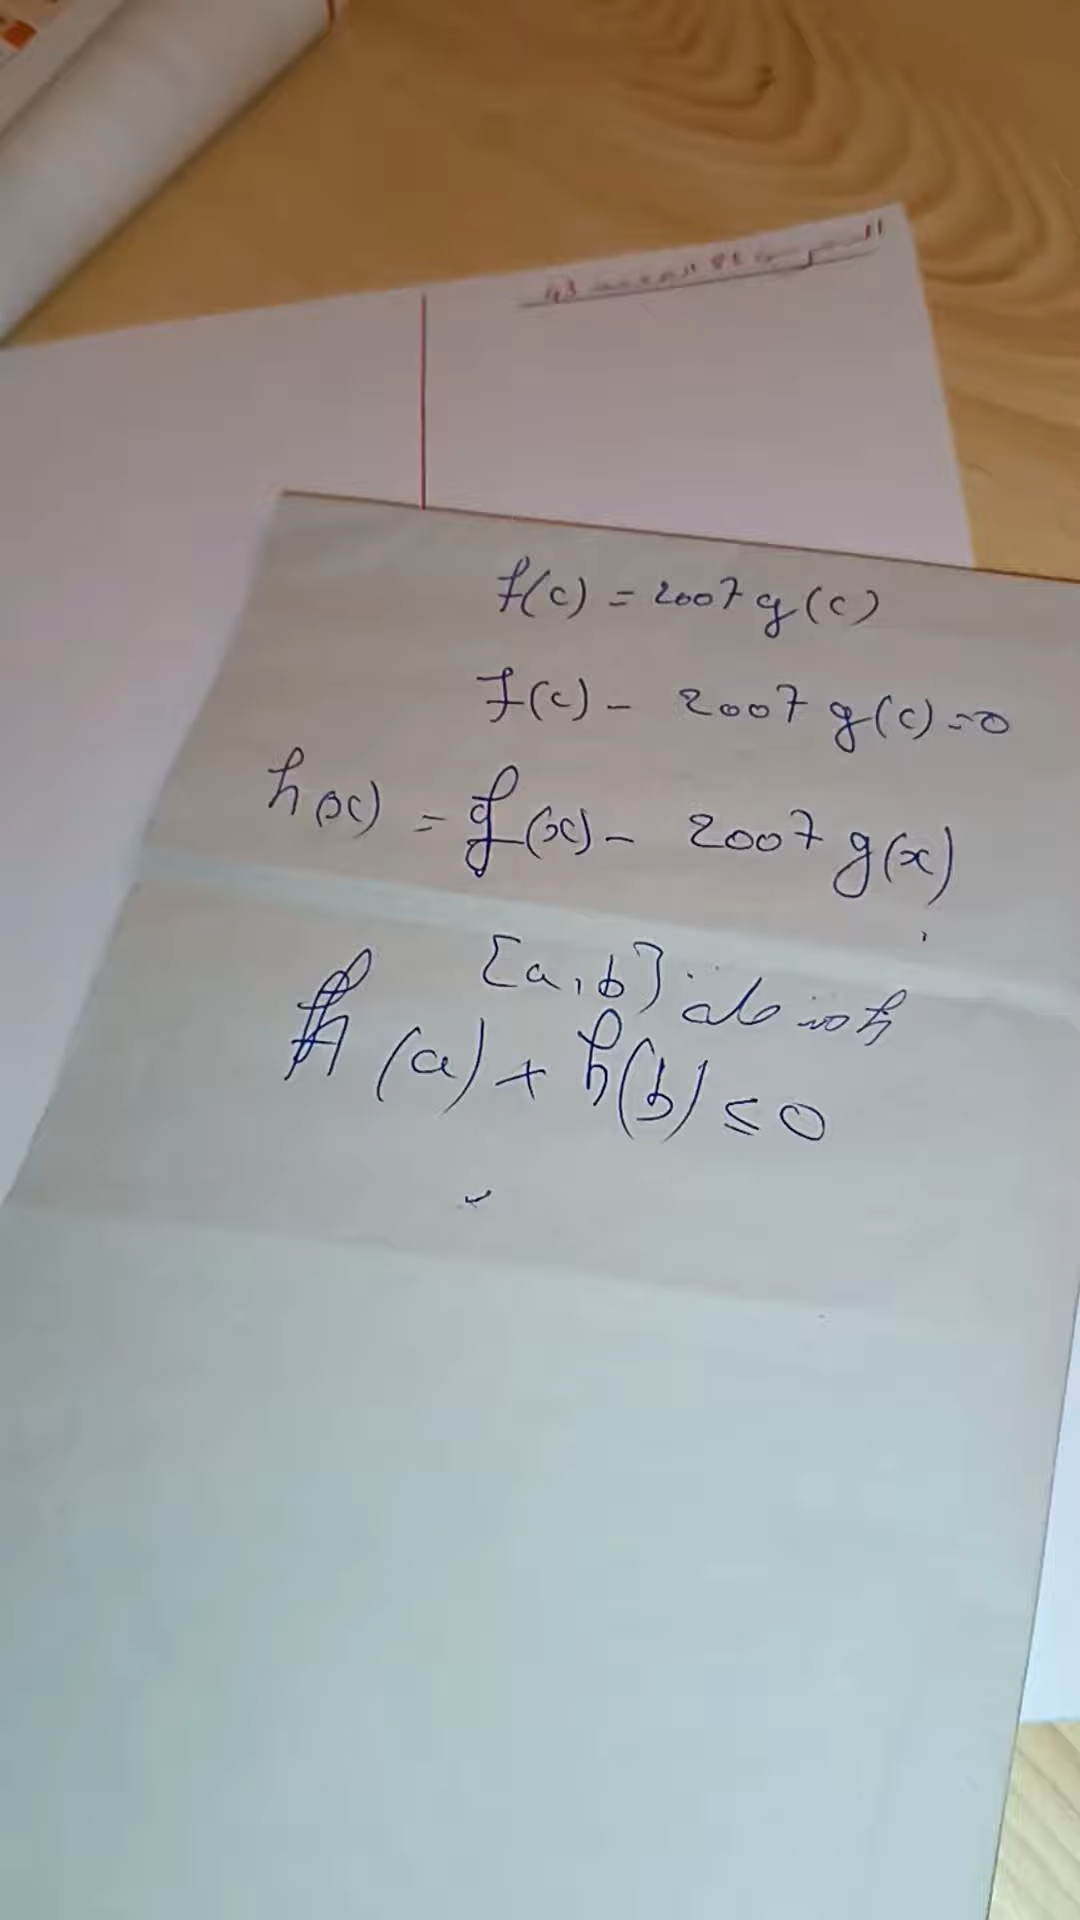 f(c) = 2007 g(c)
f(c) - 2007 g(c) = 0
h(x) = f(x) - 2007 g(x)
[a, b]
h(a) + h(b) ≤ 0